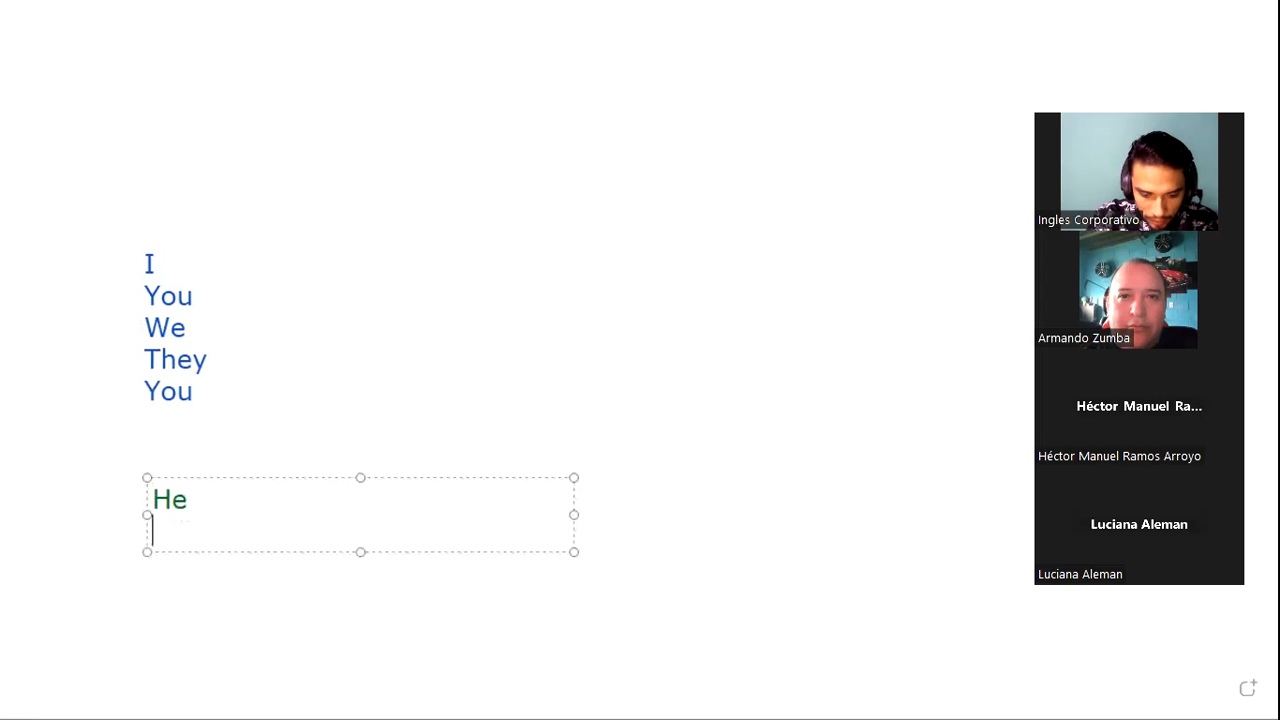 I
You
We
They
You
He
Ingles Corporativo
Armando Zumba
Héctor Manuel Ra...
Héctor Manuel Ramos Arroyo
Luciana Aleman
Luciana Aleman